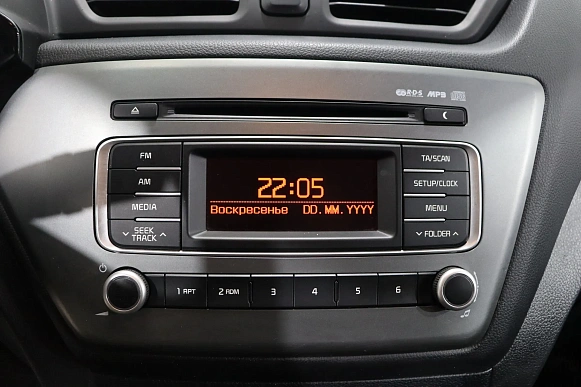 RDS MP3
FM
AM
MEDIA
SEEK
TRACK
22:05
Воскресенье DD.MM.YYYY
TA/SCAN
SETUP/CLOCK
MENU
FOLDER
1 RPT
2 RDM
3
4
5
6